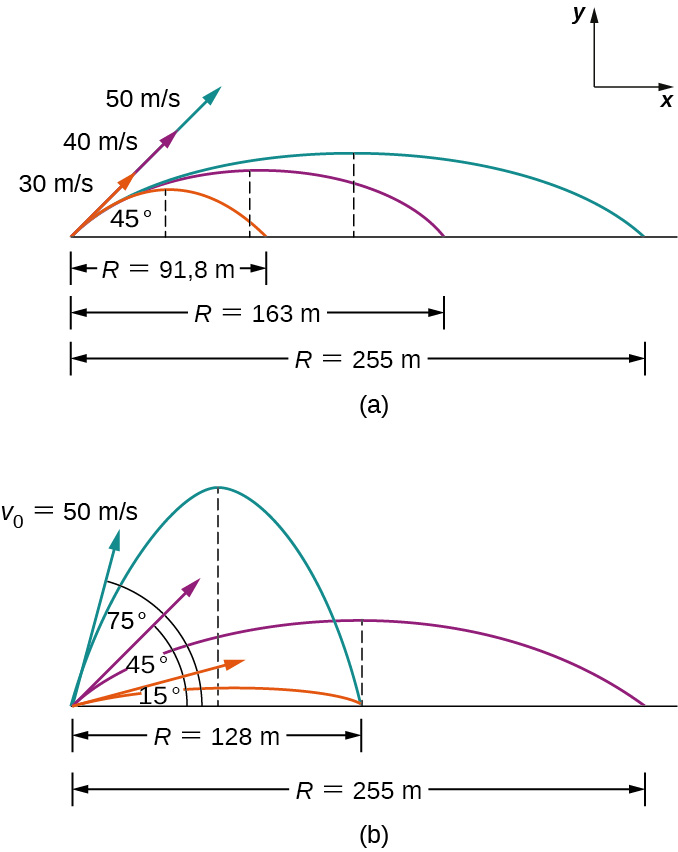 y
x
50 m/s
40 m/s
30 m/s
45°
R = 91,8 m
R = 163 m
R = 255 m
(a)
v₀ = 50 m/s
75°
45°
15°
R = 128 m
R = 255 m
(b)